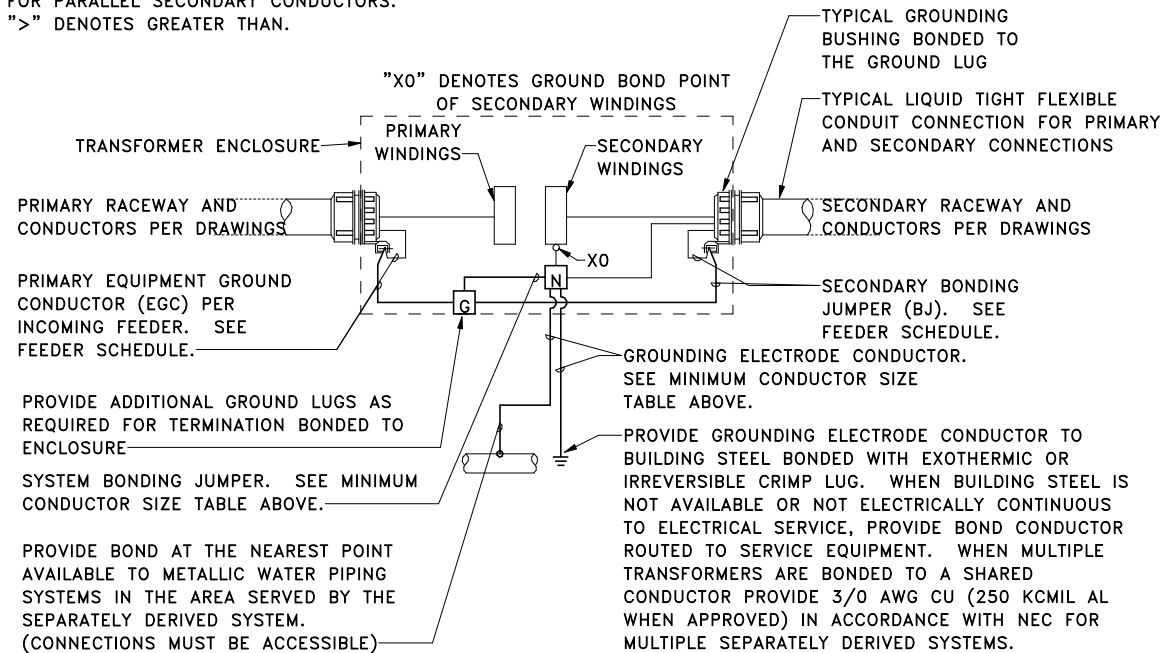 FOR PARALLEL SECONDARY CONDUCTORS.
">" DENOTES GREATER THAN.
TYPICAL GROUNDING
BUSHING BONDED TO
THE GROUND LUG
"X0" DENOTES GROUND BOND POINT
OF SECONDARY WINDINGS
TYPICAL LIQUID TIGHT FLEXIBLE
CONDUIT CONNECTION FOR PRIMARY
AND SECONDARY CONNECTIONS
TRANSFORMER ENCLOSURE
PRIMARY
WINDINGS
SECONDARY
WINDINGS
PRIMARY RACEWAY AND
CONDUCTORS PER DRAWINGS
SECONDARY RACEWAY AND
CONDUCTORS PER DRAWINGS
X0
N
G
PRIMARY EQUIPMENT GROUND
CONDUCTOR (EGC) PER
INCOMING FEEDER. SEE
FEEDER SCHEDULE.
SECONDARY BONDING
JUMPER (BJ). SEE
FEEDER SCHEDULE.
GROUNDING ELECTRODE CONDUCTOR.
SEE MINIMUM CONDUCTOR SIZE
TABLE ABOVE.
PROVIDE ADDITIONAL GROUND LUGS AS
REQUIRED FOR TERMINATION BONDED TO
ENCLOSURE
SYSTEM BONDING JUMPER. SEE MINIMUM
CONDUCTOR SIZE TABLE ABOVE.
PROVIDE BOND AT THE NEAREST POINT
AVAILABLE TO METALLIC WATER PIPING
SYSTEMS IN THE AREA SERVED BY THE
SEPARATELY DERIVED SYSTEM.
(CONNECTIONS MUST BE ACCESSIBLE)
PROVIDE GROUNDING ELECTRODE CONDUCTOR TO
BUILDING STEEL BONDED WITH EXOTHERMIC OR
IRREVERSIBLE CRIMP LUG. WHEN BUILDING STEEL IS
NOT AVAILABLE OR NOT ELECTRICALLY CONTINUOUS
TO ELECTRICAL SERVICE, PROVIDE BOND CONDUCTOR
ROUTED TO SERVICE EQUIPMENT. WHEN MULTIPLE
TRANSFORMERS ARE BONDED TO A SHARED
CONDUCTOR PROVIDE 3/0 AWG CU (250 KCMIL AL
WHEN APPROVED) IN ACCORDANCE WITH NEC FOR
MULTIPLE SEPARATELY DERIVED SYSTEMS.